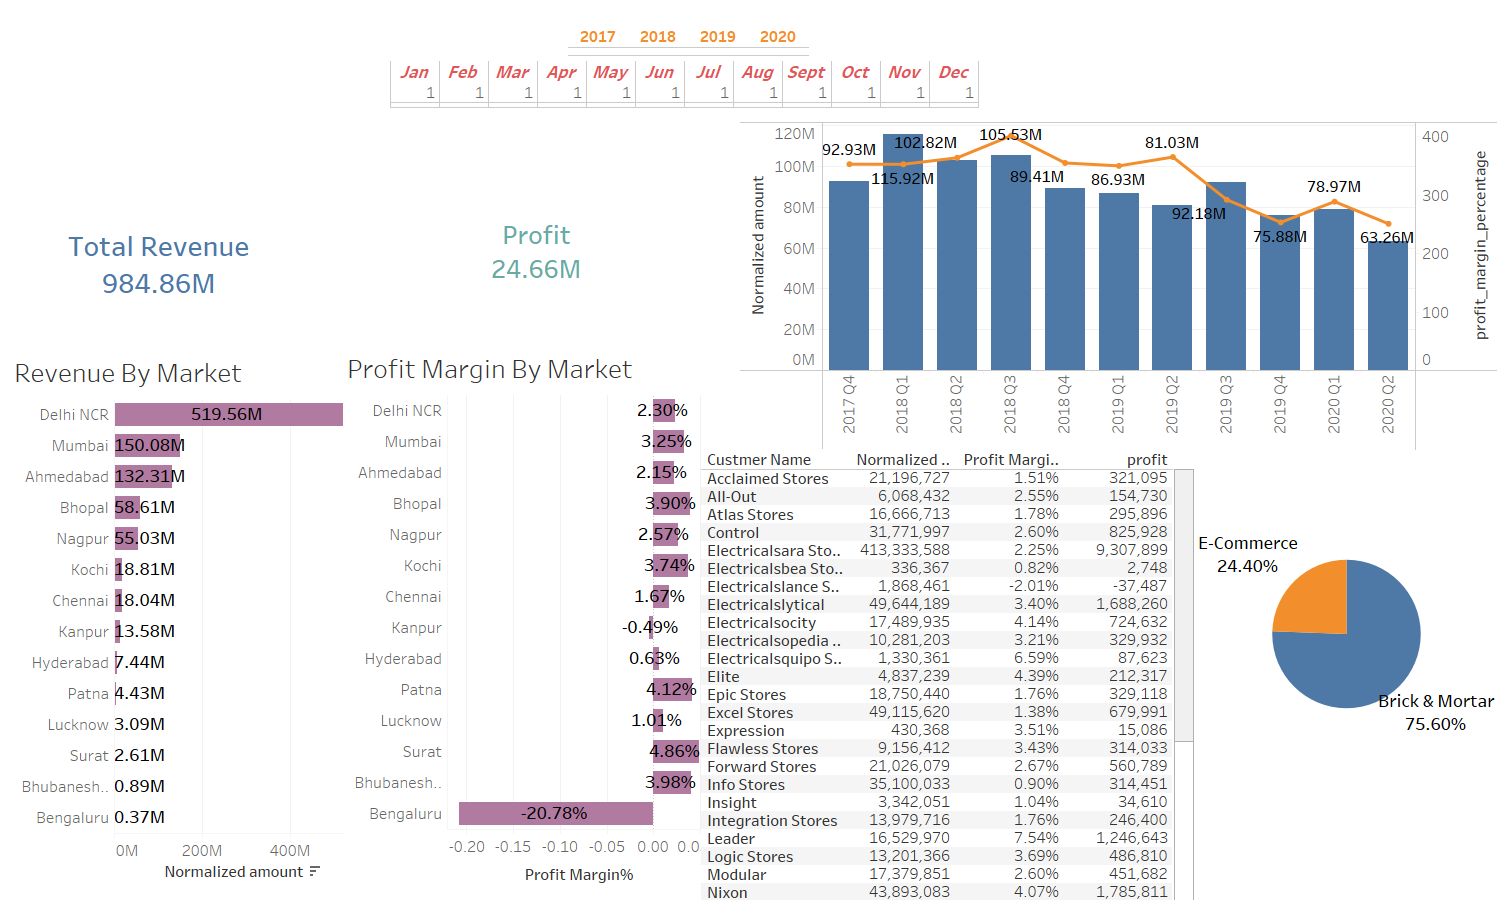 2017 2018 2019 2020
Jan Feb Mar Apr May Jun Jul Aug Sept Oct Nov Dec
1 1 1 1 1 1 1 1 1 1 1 1
Total Revenue
984.86M
Profit
24.66M
Normalized amount
120M
100M
80M
60M
40M
20M
0M
92.93M
115.92M
102.82M
105.53M
89.41M
86.93M
81.03M
92.18M
75.88M
78.97M
63.26M
400
300
200
100
0
profit_margin_percentage
2017 Q4
2018 Q1
2018 Q2
2018 Q3
2018 Q4
2019 Q1
2019 Q2
2019 Q3
2019 Q4
2020 Q1
2020 Q2
Revenue By Market
Delhi NCR 519.56M
Mumbai 150.08M
Ahmedabad 132.31M
Bhopal 58.61M
Nagpur 55.03M
Kochi 18.81M
Chennai 18.04M
Kanpur 13.58M
Hyderabad 7.44M
Patna 4.43M
Lucknow 3.09M
Surat 2.61M
Bhubanesh.. 0.89M
Bengaluru 0.37M
0M 200M 400M
Normalized amount
Profit Margin By Market
Delhi NCR 2.30%
Mumbai 3.25%
Ahmedabad 2.15%
Bhopal 3.90%
Nagpur 2.57%
Kochi 3.74%
Chennai 1.67%
Kanpur -0.49%
Hyderabad 0.63%
Patna 4.12%
Lucknow 1.01%
Surat 4.86%
Bhubanesh.. 3.98%
Bengaluru -20.78%
-0.20 -0.15 -0.10 -0.05 0.00 0.0
Profit Margin%
Custmer Name Normalized .. Profit Margi.. profit
Acclaimed Stores 21,196,727 1.51% 321,095
All-Out 6,068,432 2.55% 154,730
Atlas Stores 16,666,713 1.78% 295,896
Control 31,771,997 2.60% 825,928
Electricalsara Sto.. 413,333,588 2.25% 9,307,899
Electricalsbea Sto.. 336,367 0.82% 2,748
Electricalslance S.. 1,868,461 -2.01% -37,487
Electricalslytical 49,644,189 3.40% 1,688,260
Electricalsocity 17,489,935 4.14% 724,632
Electricalsopedia .. 10,281,203 3.21% 329,932
Electricalsquipo S.. 1,330,361 6.59% 87,623
Elite 4,837,239 4.39% 212,317
Epic Stores 18,750,440 1.76% 329,118
Excel Stores 49,115,620 1.38% 679,991
Expression 430,368 3.51% 15,086
Flawless Stores 9,156,412 3.43% 314,033
Forward Stores 21,026,079 2.67% 560,789
Info Stores 35,100,033 0.90% 314,451
Insight 3,342,051 1.04% 34,610
Integration Stores 13,979,716 1.76% 246,400
Leader 16,529,970 7.54% 1,246,643
Logic Stores 13,201,366 3.69% 486,810
Modular 17,379,851 2.60% 451,682
Nixon 43,893,083 4.07% 1,785,811
E-Commerce
24.40%
Brick & Mortar
75.60%